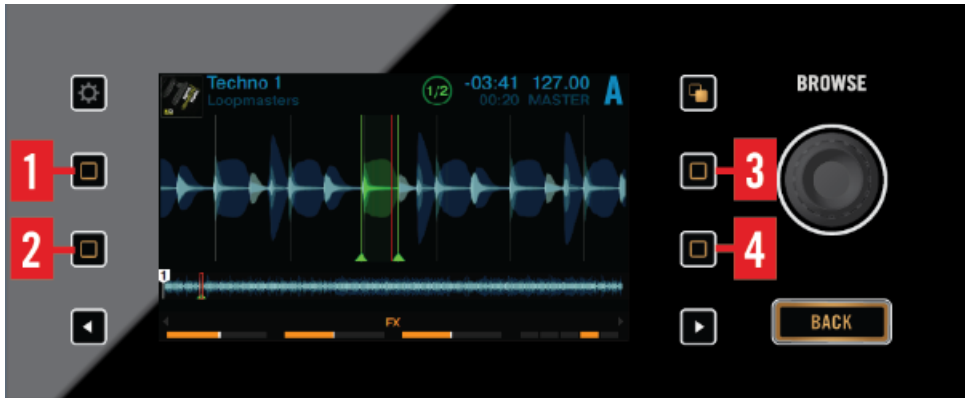 Techno 1
Loopmasters
1/2
-03:41 127.00
00:20 MASTER
A
BROWSE
1
3
2
4
1
FX
BACK